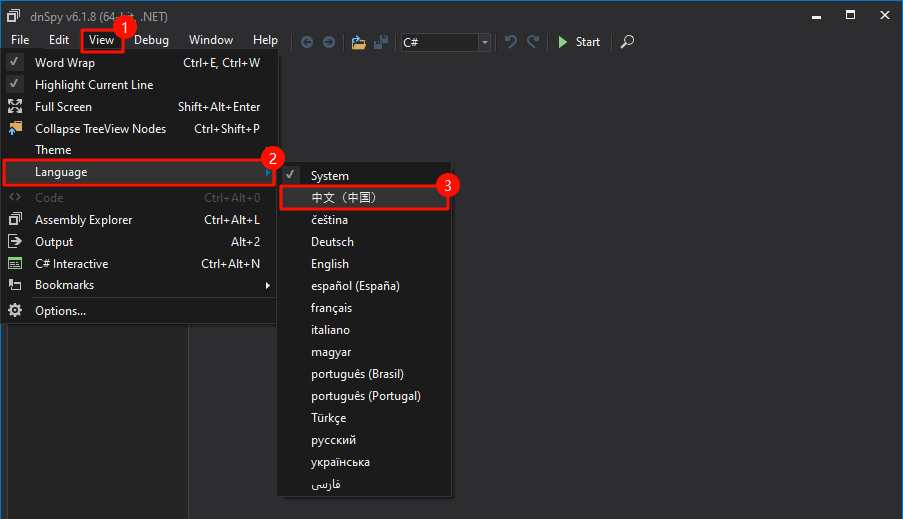 dnSpy v6.1.8 (64-bit, .NET)
1
File Edit View Debug Window Help C# Start
Word Wrap Ctrl+E, Ctrl+W
Highlight Current Line
Full Screen Shift+Alt+Enter
Collapse TreeView Nodes Ctrl+Shift+P
Theme
2
Language
System
3
中文（中国）
Code Ctrl+Alt+0
čeština
Assembly Explorer Ctrl+Alt+L
Deutsch
Output Alt+2
English
C# Interactive Ctrl+Alt+N
español (España)
Bookmarks
français
Options...
italiano
magyar
português (Brasil)
português (Portugal)
Türkçe
русский
українська
فارسی